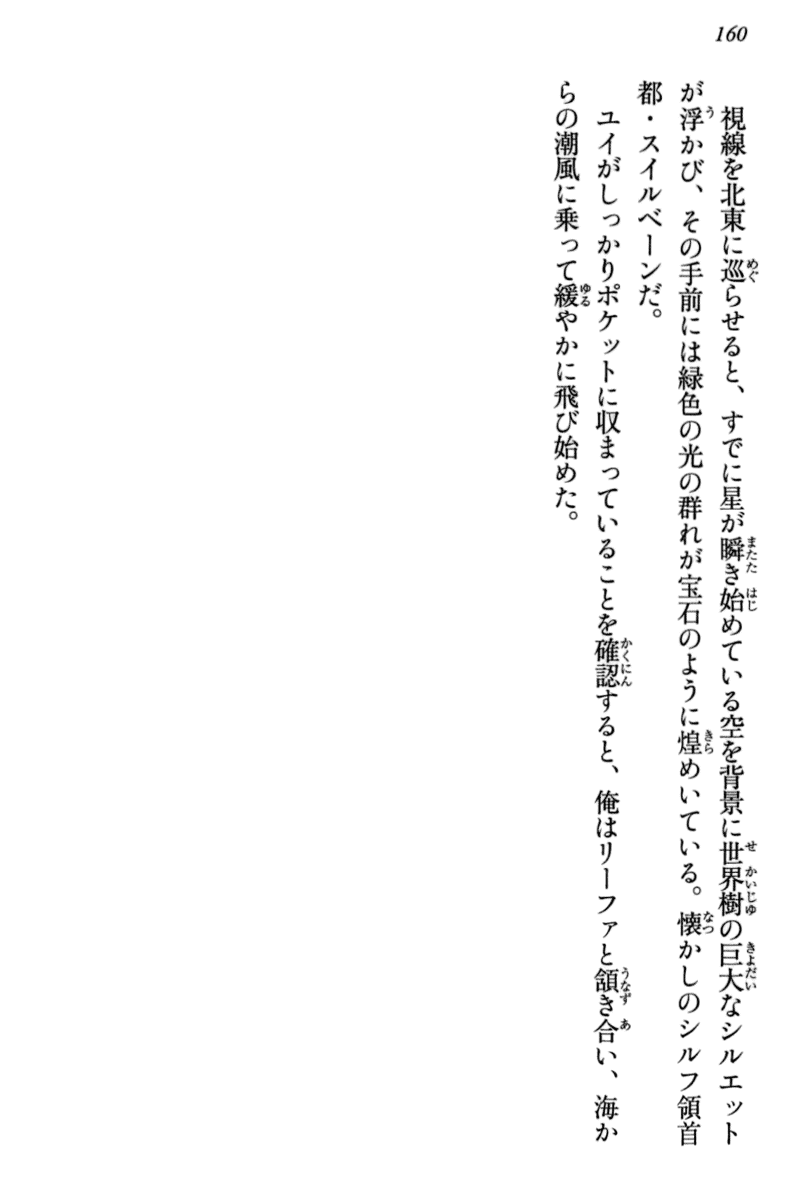 160
視線を北東に巡らせると、すでに星が瞬き始めている空を背景に世界樹の巨大なシルエット
が浮かび、その手前には緑色の光の群れが宝石のように煌めいている。懐かしのシルフ領首
都・スイルベーンだ。
ユイがしっかりポケットに収まっていることを確認すると、俺はリーファと頷き合い、海か
らの潮風に乗って緩やかに飛び始めた。